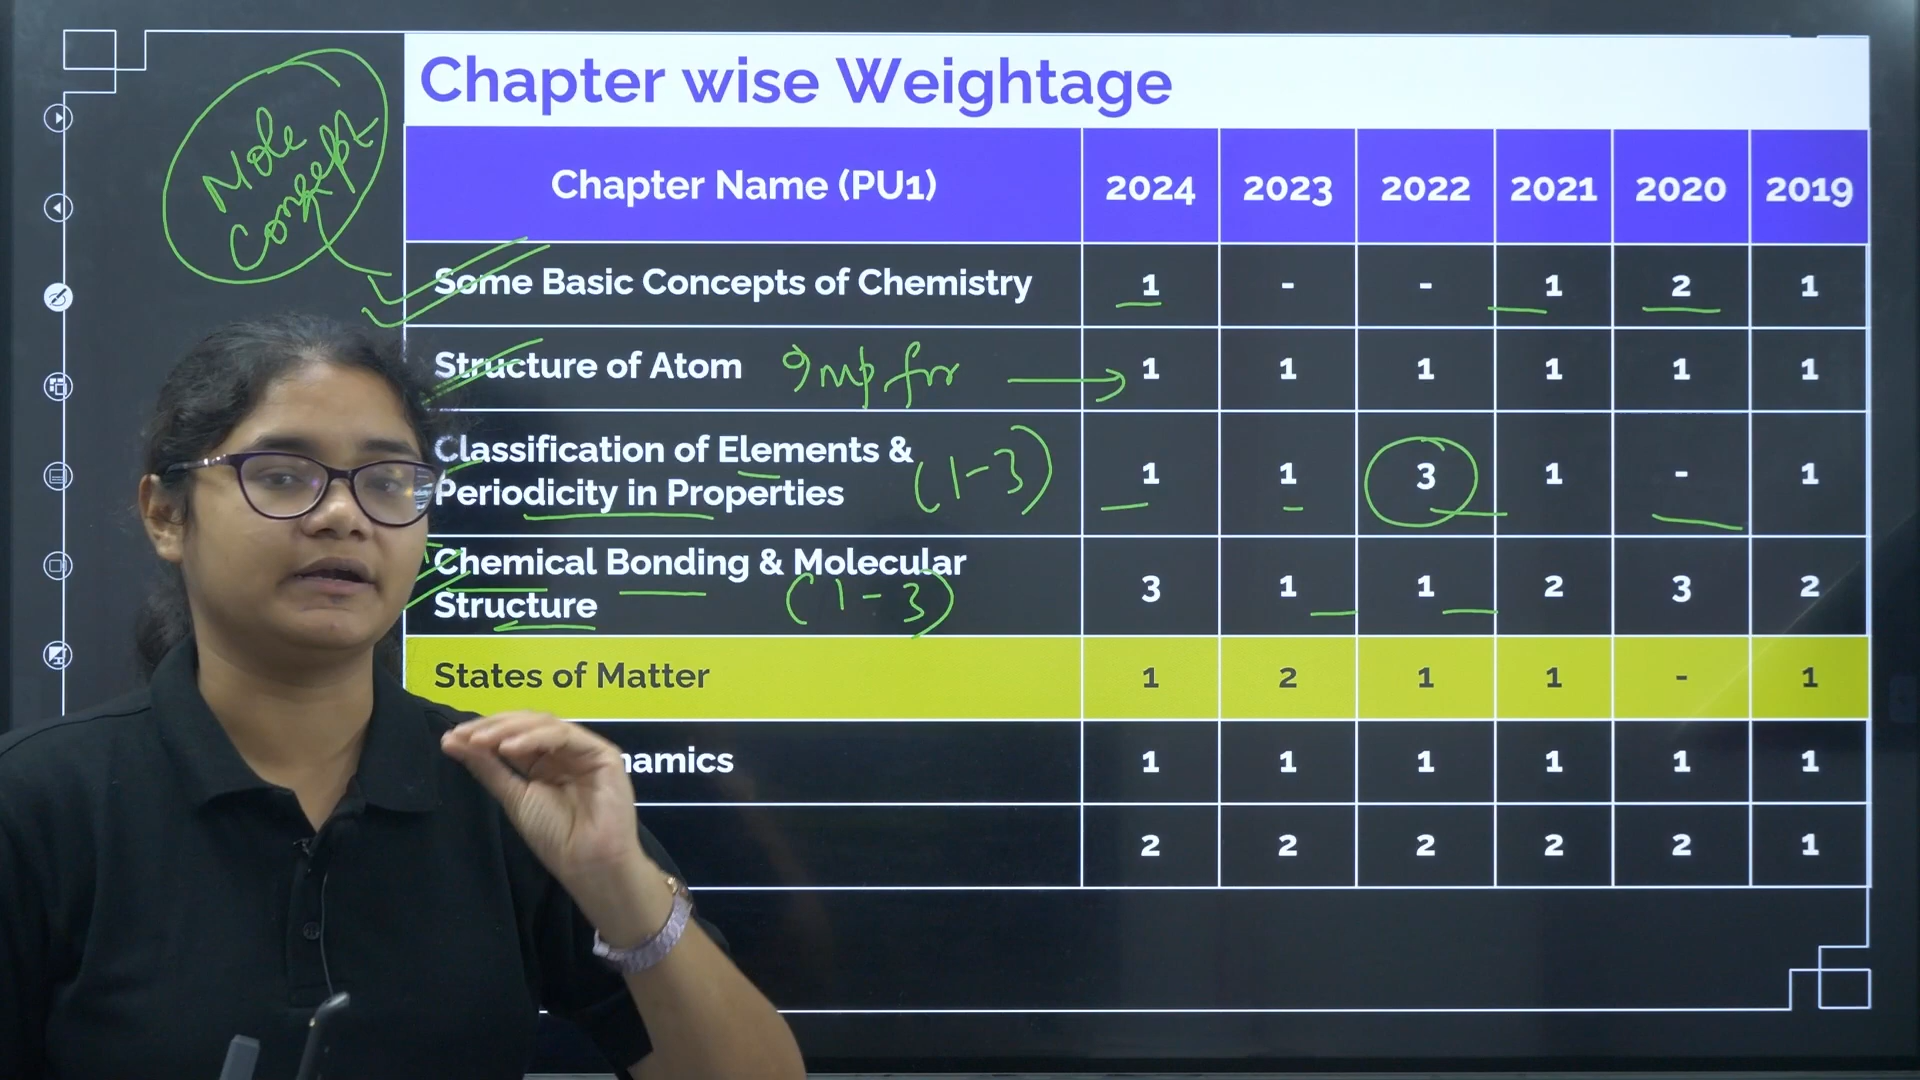 Chapter wise Weightage
Chapter Name (PU1) 2024 2023 2022 2021 2020 2019
Mole
Concept
Some Basic Concepts of Chemistry 1 - - 1 2 1
Structure of Atom 9 mp for → 1 1 1 1 1 1
Classification of Elements &
Periodicity in Properties (1-3) 1 1 3 1 - 1
Chemical Bonding & Molecular
Structure (1-3) 3 1 1 2 3 2
States of Matter 1 2 1 1 - 1
namics 1 1 1 1 1 1
2 2 2 2 2 1